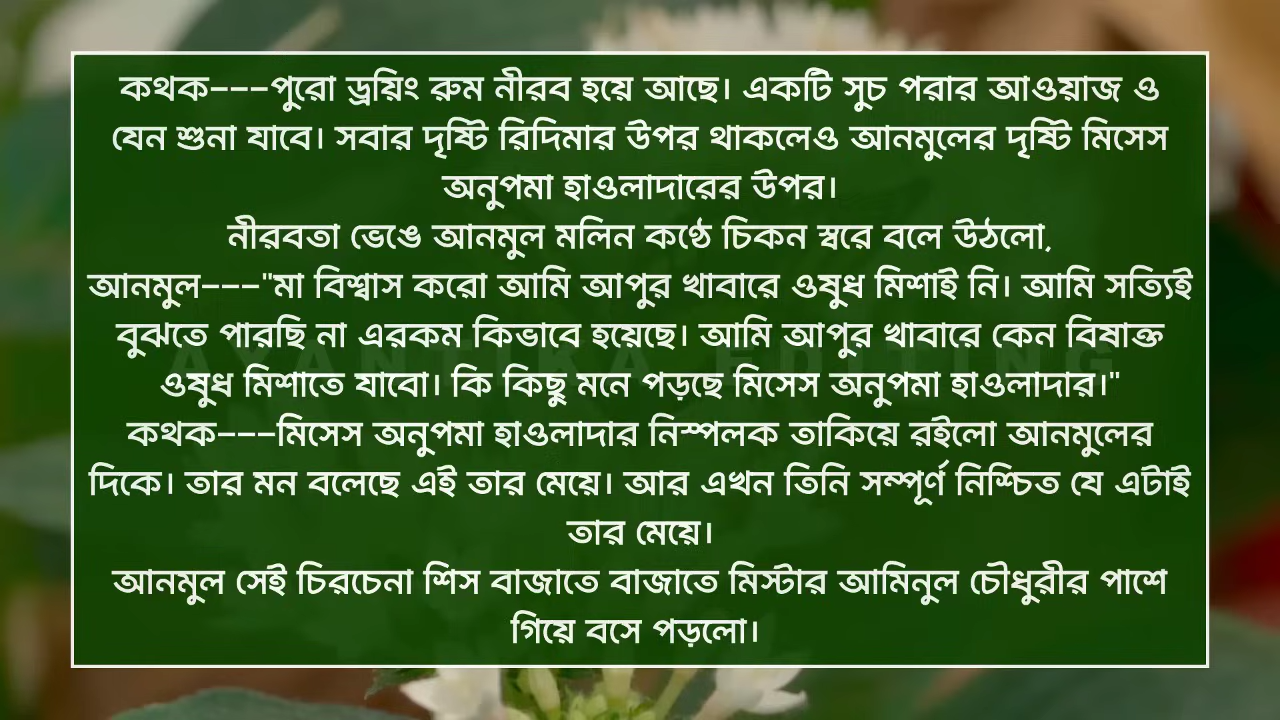 কথক---পুরো ড্রয়িং রুম নীরব হয়ে আছে। একটি সুচ পরার আওয়াজ ও
যেন শুনা যাবে। সবার দৃষ্টি রিদিমার উপর থাকলেও আনমুলের দৃষ্টি মিসেস
অনুপমা হাওলাদারের উপর।
নীরবতা ভেঙে আনমুল মলিন কণ্ঠে চিকন স্বরে বলে উঠলো,
আনমুল---"মা বিশ্বাস করো আমি আপুর খাবারে ওষুধ মিশাই নি। আমি সত্যিই
বুঝতে পারছি না এরকম কিভাবে হয়েছে। আমি আপুর খাবারে কেন বিষাক্ত
ওষুধ মিশাতে যাবো। কি কিছু মনে পড়ছে মিসেস অনুপমা হাওলাদার।"
কথক---মিসেস অনুপমা হাওলাদার নিস্পলক তাকিয়ে রইলো আনমুলের
দিকে। তার মন বলেছে এই তার মেয়ে। আর এখন তিনি সম্পূর্ণ নিশ্চিত যে এটাই
তার মেয়ে।
আনমুল সেই চিরচেনা শিস বাজাতে বাজাতে মিস্টার আমিনুল চৌধুরীর পাশে
গিয়ে বসে পড়লো।
AYANTIKA EDITING